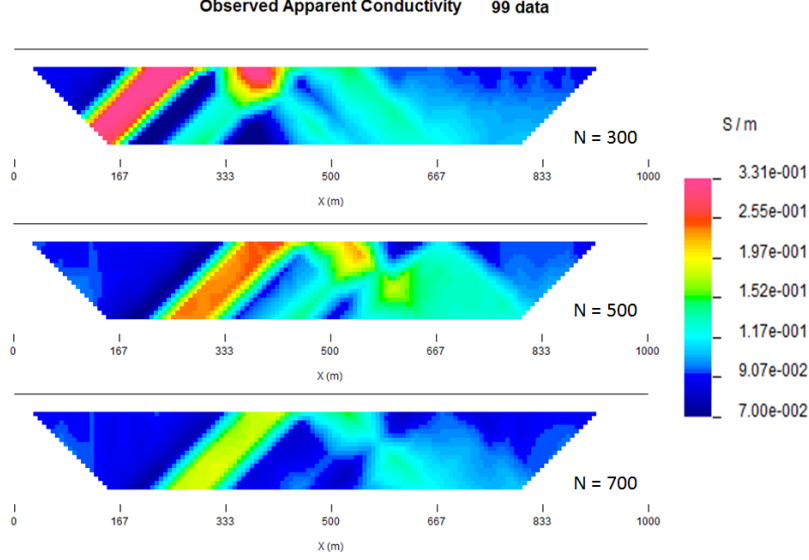 Observed Apparent Conductivity 99 data
N = 300
0 167 333 500 667 833 1000
X (m)
N = 500
0 167 333 500 667 833 1000
X (m)
N = 700
0 167 333 500 667 833 1000
X (m)
S / m
3.31e-001
2.55e-001
1.97e-001
1.52e-001
1.17e-001
9.07e-002
7.00e-002